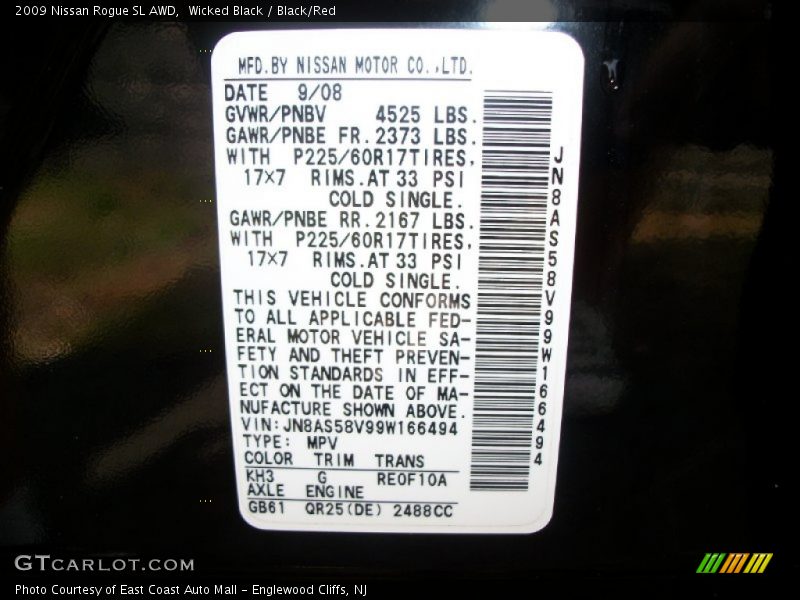 2009 Nissan Rogue SL AWD, Wicked Black / Black/Red
MFD.BY NISSAN MOTOR CO.,LTD.
DATE 9/08
GVWR/PNBV 4525 LBS.
GAWR/PNBE FR.2373 LBS.
WITH P225/60R17TIRES,
17×7 RIMS.AT 33 PSI
COLD SINGLE.
GAWR/PNBE RR.2167 LBS.
WITH P225/60R17TIRES,
17×7 RIMS.AT 33 PSI
COLD SINGLE.
THIS VEHICLE CONFORMS
TO ALL APPLICABLE FED-
ERAL MOTOR VEHICLE SA-
FETY AND THEFT PREVEN-
TION STANDARDS IN EFF-
ECT ON THE DATE OF MA-
NUFACTURE SHOWN ABOVE.
VIN:JN8AS58V99W166494
TYPE: MPV
COLOR TRIM TRANS
KH3 G RE0F10A
AXLE ENGINE
GB61 QR25(DE) 2488CC
JN8AS58V99W166494
GTCARLOT.COM
Photo Courtesy of East Coast Auto Mall - Englewood Cliffs, NJ